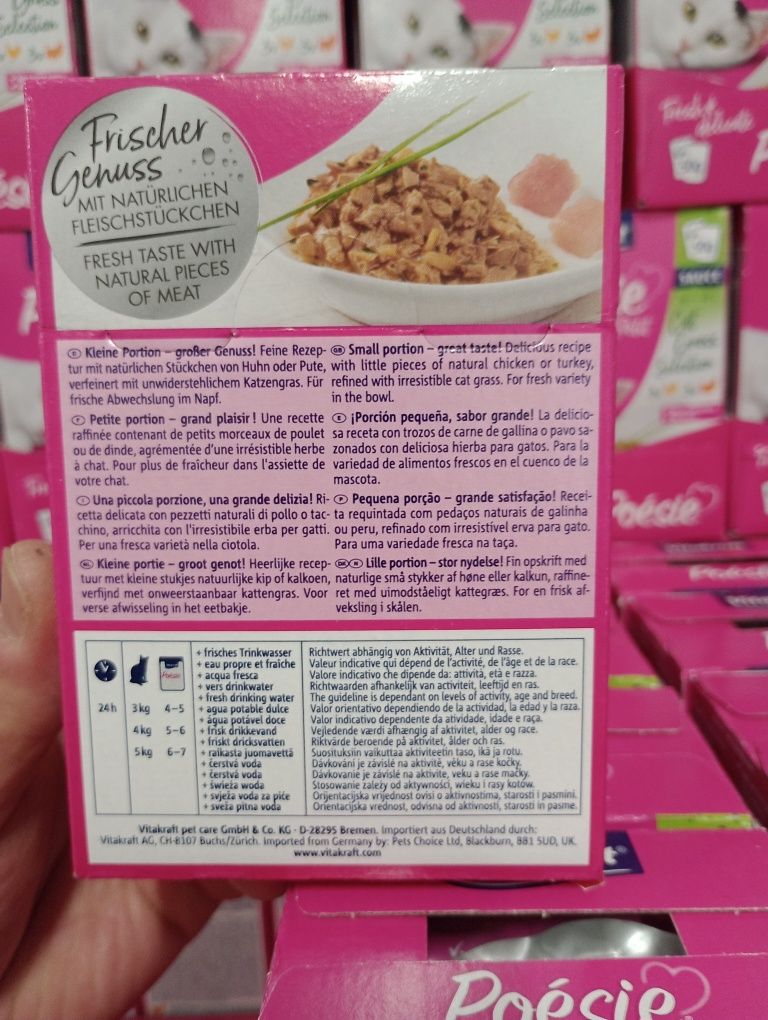 Frischer
Genuss
MIT NATÜRLICHEN
FLEISCHSTÜCKCHEN
FRESH TASTE WITH
NATURAL PIECES
OF MEAT
D Kleine Portion – großer Genuss! Feine Rezep-
tur mit natürlichen Stückchen von Huhn oder Pute,
verfeinert mit unwiderstehlichem Katzengras. Für
frische Abwechslung im Napf.
F Petite portion – grand plaisir ! Une recette
raffinée contenant de petits morceaux de poulet
ou de dinde, agrémentée d'une irrésistible herbe
à chat. Pour plus de fraîcheur dans l'assiette de
votre chat.
I Una piccola porzione, una grande delizia! Ri-
cetta delicata con pezzetti naturali di pollo o tac-
chino, arricchita con l'irresistibile erba per gatti.
Per una fresca varietà nella ciotola.
NL Kleine portie – groot genot! Heerlijke recep-
tuur met kleine stukjes natuurlijke kip of kalkoen,
verfijnd met onweerstaanbaar kattengras. Voor
verse afwisseling in het eetbakje.
GB Small portion – great taste! Delicious recipe
with little pieces of natural chicken or turkey,
refined with irresistible cat grass. For fresh variety
in the bowl.
E ¡Porción pequeña, sabor grande! La delicio-
sa receta con trozos de carne de gallina o pavo sa-
zonados con deliciosa hierba para gatos. Para la
variedad de alimentos frescos en el cuenco de la
mascota.
P Pequena porção – grande satisfação! Recei-
ta requintada com pedaços naturais de galinha
ou peru, refinado com irresistível erva para gato.
Para uma variedade fresca na taça.
DK N Lille portion – stor nydelse! Fin opskrift med
naturlige små stykker af høne eller kalkun, raffine-
ret med uimodståeligt kattegræs. For en frisk af-
veksling i skålen.
24h 3kg 4–5
4kg 5–6
5kg 6–7
+ frisches Trinkwasser
+ eau propre et fraîche
+ acqua fresca
+ vers drinkwater
+ fresh drinking water
+ agua potable dulce
+ água potável doce
+ frisk drikkevand
+ friskt dricksvatten
+ raikasta juomavettä
+ čerstvá voda
+ čerstvá voda
+ świeża woda
+ svježa voda za piće
+ sveža pitna voda
Richtwert abhängig von Aktivität, Alter und Rasse.
Valeur indicative qui dépend de l'activité, de l'âge et de la race.
Valore indicativo che dipende da: attività, età e razza.
Richtwaarden afhankelijk van activiteit, leeftijd en ras.
The guideline is dependant on levels of activity, age and breed.
Valor orientativo dependiendo de la actividad, la edad y la raza.
Valor indicativo dependente da atividade, idade e raça.
Vejledende værdi afhængig af aktivitet, alder og race.
Riktvärde beroende på aktivitet, ålder och ras.
Suosituksiin vaikuttaa aktiviteetin taso, ikä ja rotu.
Dávkování je závislé na aktivitě, věku a rase kočky.
Dávkovanie je závislé na aktivite, veku a rase mačky.
Stosowanie zależy od aktywności, wieku i rasy kotów.
Orijentacijska vrijednost ovisi o aktivnostima, starosti i pasmini.
Orientacijska vrednost, odvisna od aktivnosti, starosti in pasme.
Vitakraft pet care GmbH & Co. KG · D-28295 Bremen. Importiert aus Deutschland durch:
Vitakraft AG, CH-8107 Buchs/Zürich. Imported from Germany by: Pets Choice Ltd, Blackburn, BB1 5UD, UK.
www.vitakraft.com
Selection
SAUCE
Selection
Poésie
Poésie